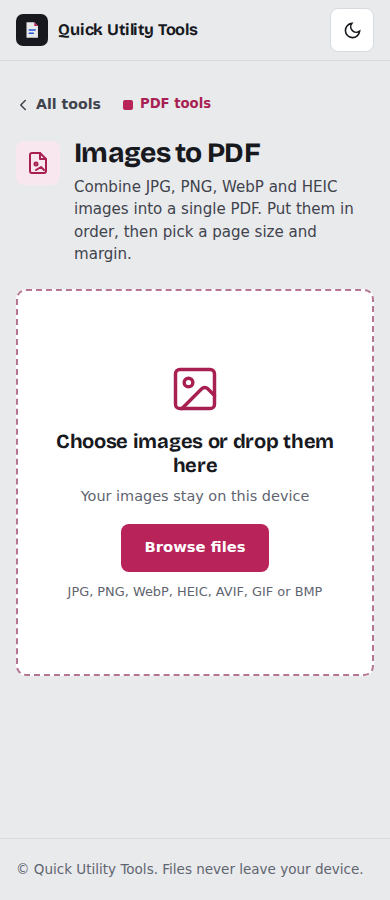 Quick Utility Tools
All tools
PDF tools
Images to PDF
Combine JPG, PNG, WebP and HEIC
images into a single PDF. Put them in
order, then pick a page size and
margin.
Choose images or drop them
here
Your images stay on this device
Browse files
JPG, PNG, WebP, HEIC, AVIF, GIF or BMP
© Quick Utility Tools. Files never leave your device.